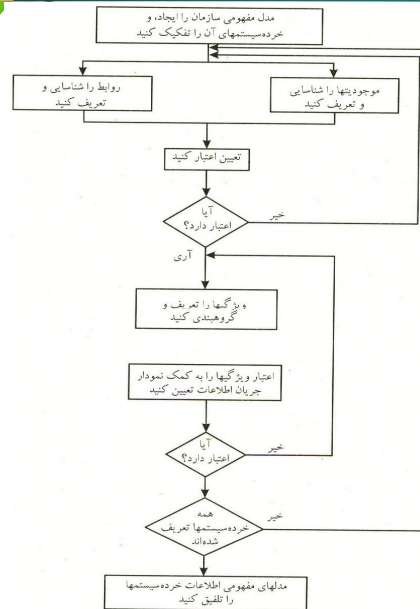 مدل مفهومی سازمان را ایجاد، و
خرده‌سیستمهای آن را تفکیک کنید
موجودیتها را شناسایی
و تعریف کنید
روابط را شناسایی و
تعریف کنید
تعیین اعتبار کنید
آیا
اعتبار دارد؟
خیر
آری
ویژگیها را تعریف و
گروهبندی کنید
اعتبار ویژگیها را به کمک نمودار
جریان اطلاعات تعیین کنید
آیا
اعتبار دارد؟
خیر
همه
خرده‌سیستمها تعریف
شده‌اند
خیر
مدلهای مفهومی اطلاعات خرده‌سیستمها
را تلفیق کنید